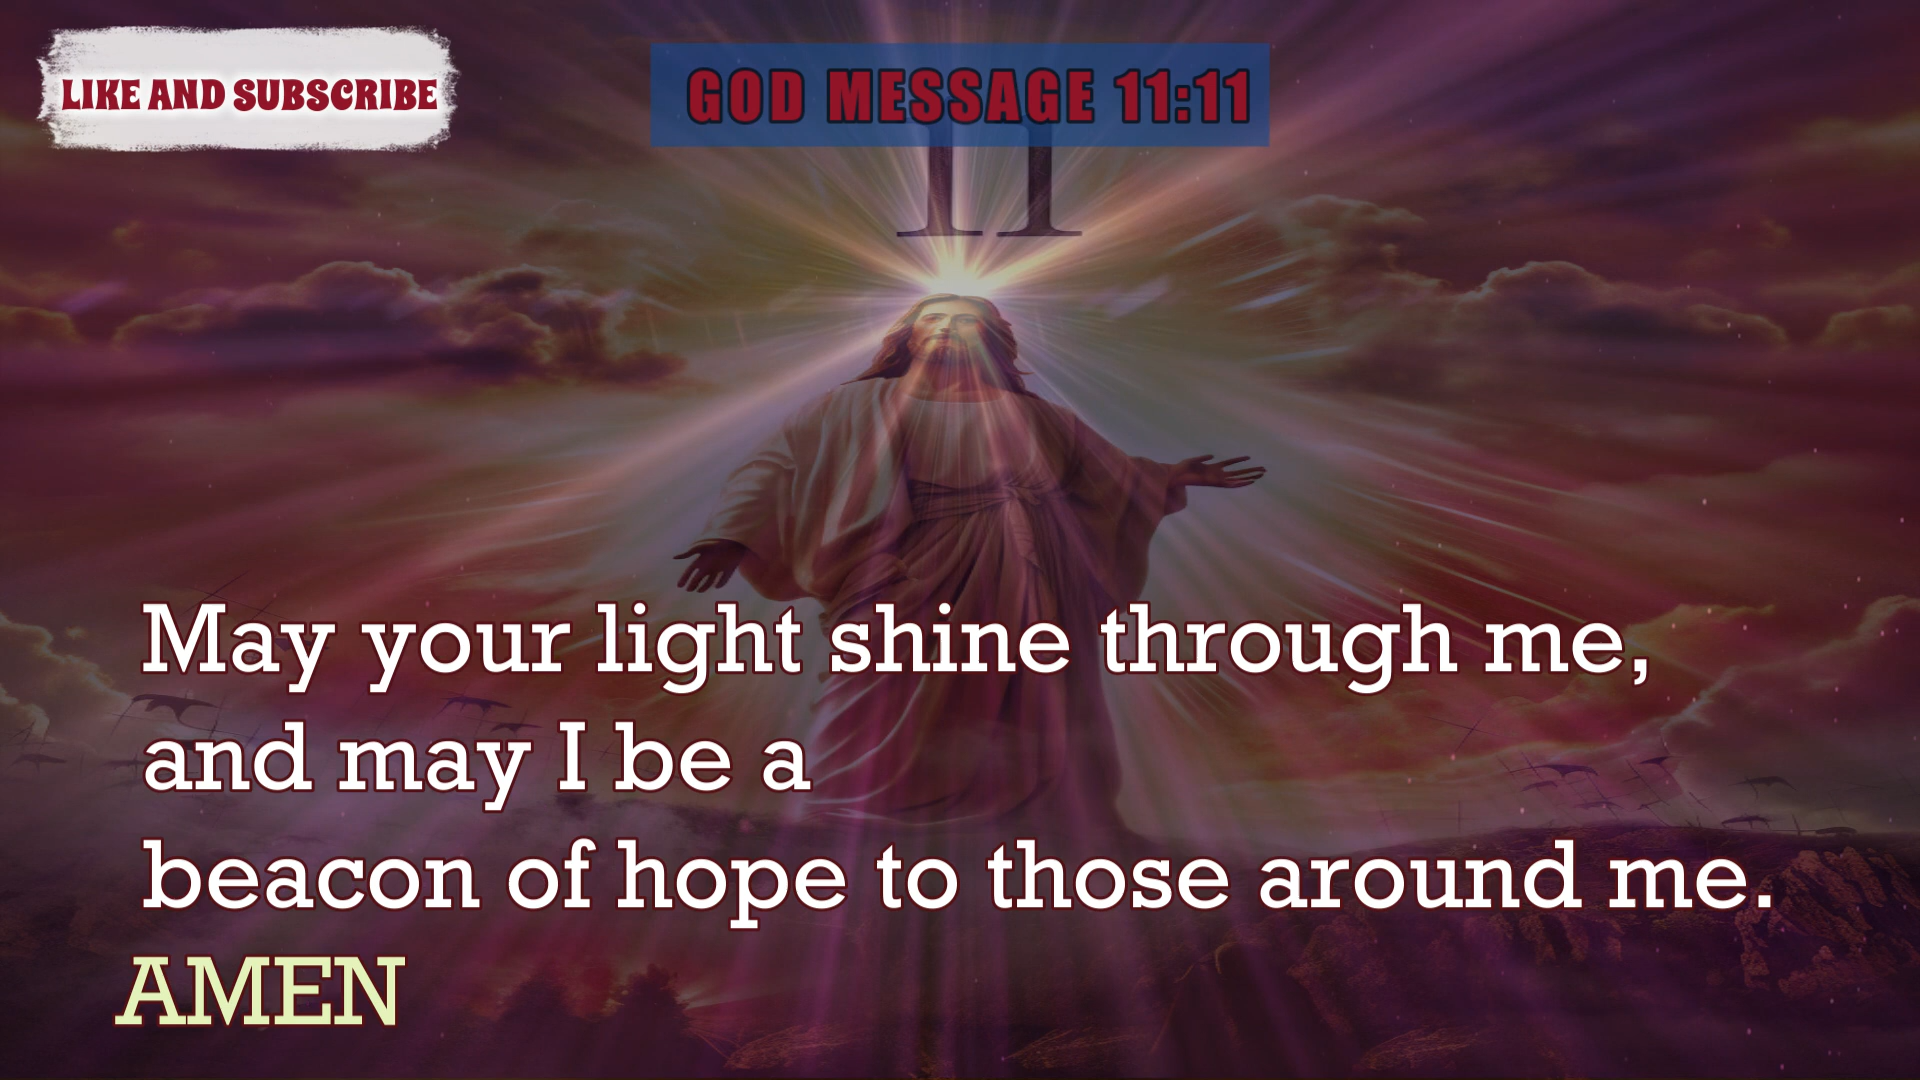 LIKE AND SUBSCRIBE
GOD MESSAGE 11:11
11
May your light shine through me,
and may I be a
beacon of hope to those around me.
AMEN